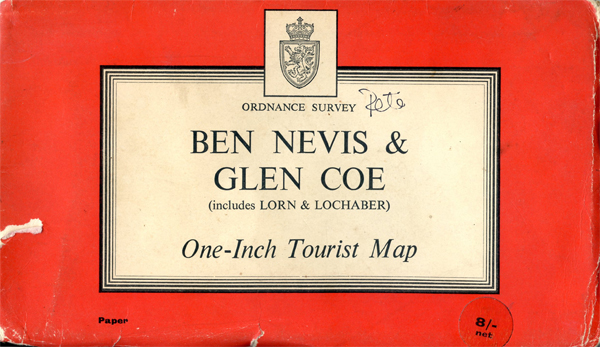 ORDNANCE SURVEY Pete
BEN NEVIS &
GLEN COE
(includes LORN & LOCHABER)
One-Inch Tourist Map
Paper
8/-
net